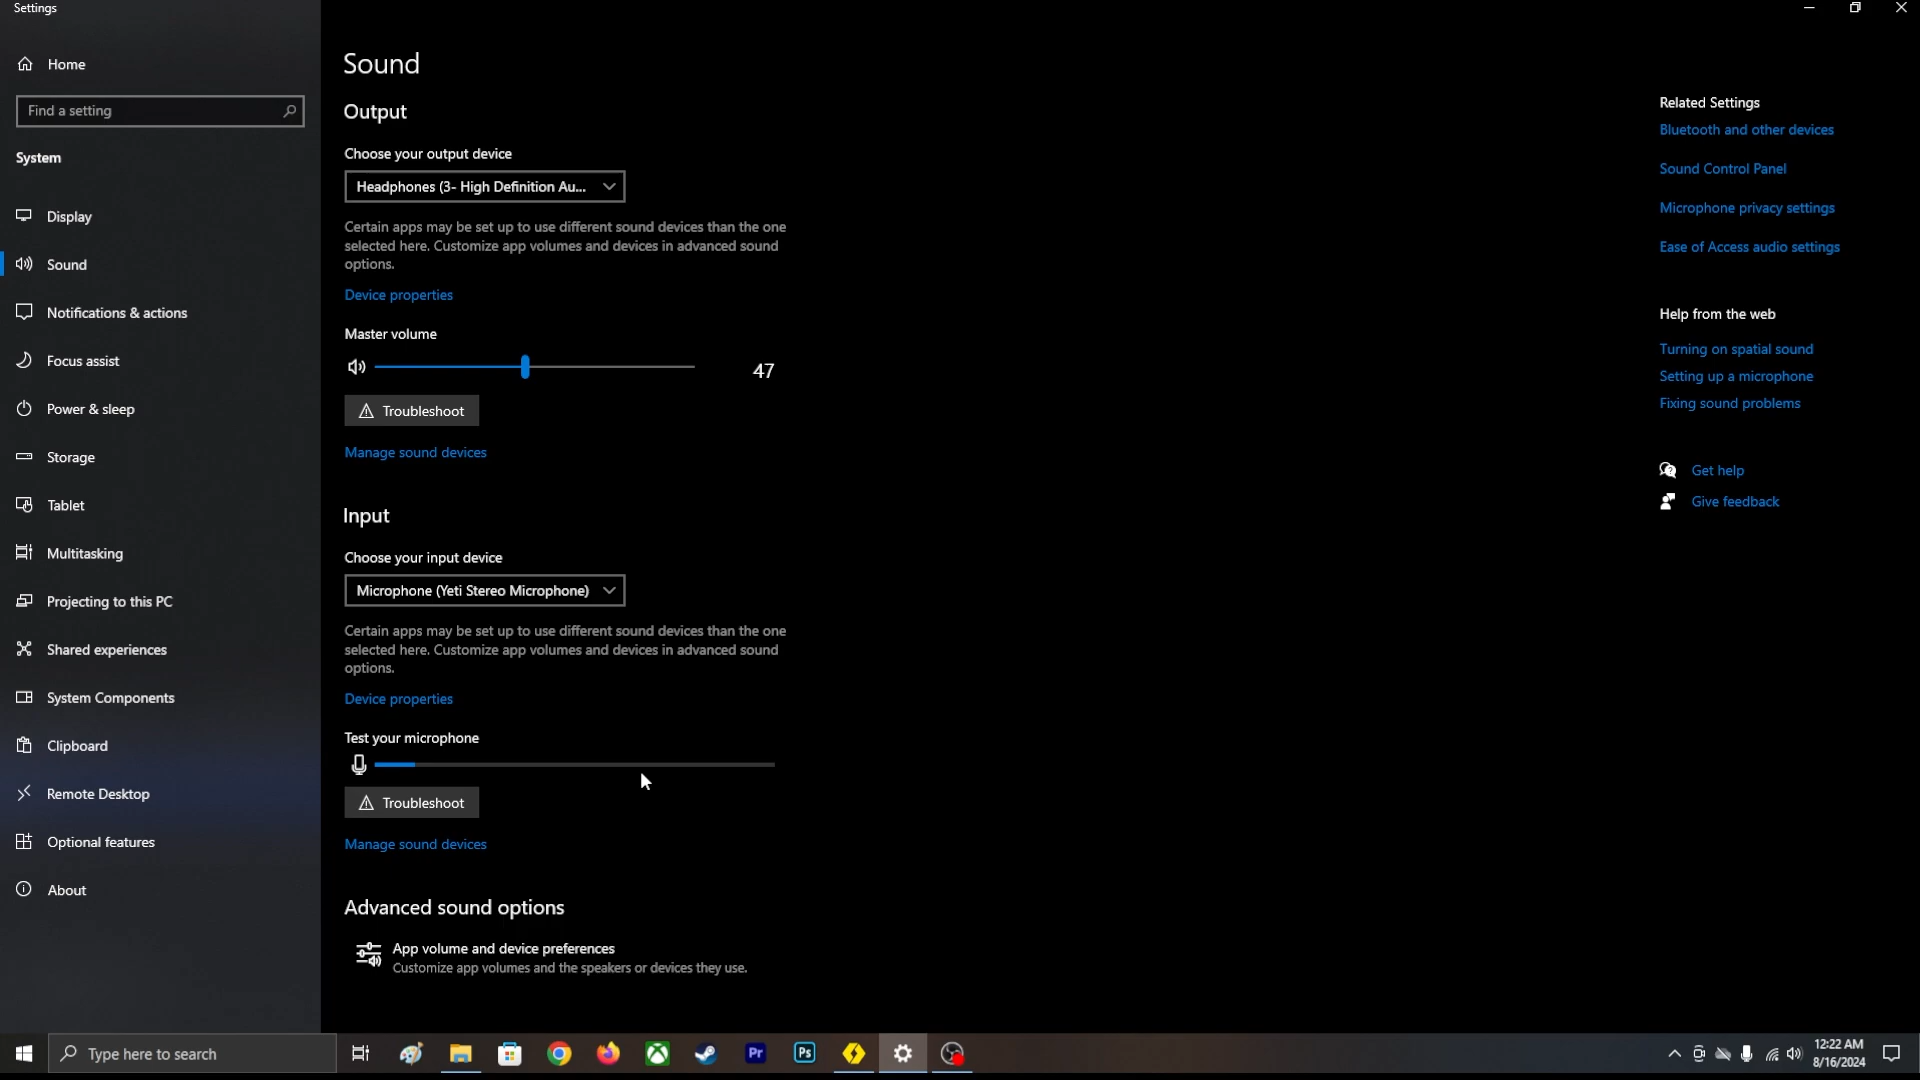 Settings
Home
Find a setting
System
Display
Sound
Notifications & actions
Focus assist
Power & sleep
Storage
Tablet
Multitasking
Projecting to this PC
Shared experiences
System Components
Clipboard
Remote Desktop
Optional features
About
Sound
Output
Choose your output device
Headphones (3- High Definition Au...
Certain apps may be set up to use different sound devices than the one
selected here. Customize app volumes and devices in advanced sound
options.
Device properties
Master volume
47
Troubleshoot
Manage sound devices
Input
Choose your input device
Microphone (Yeti Stereo Microphone)
Certain apps may be set up to use different sound devices than the one
selected here. Customize app volumes and devices in advanced sound
options.
Device properties
Test your microphone
Troubleshoot
Manage sound devices
Advanced sound options
App volume and device preferences
Customize app volumes and the speakers or devices they use.
Related Settings
Bluetooth and other devices
Sound Control Panel
Microphone privacy settings
Ease of Access audio settings
Help from the web
Turning on spatial sound
Setting up a microphone
Fixing sound problems
Get help
Give feedback
Type here to search
Pr
Ps
12:22 AM
8/16/2024